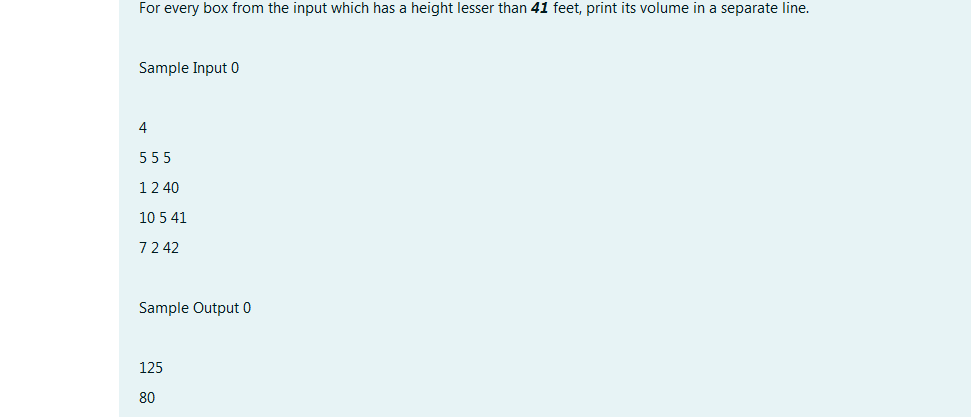 For every box from the input which has a height lesser than 41 feet, print its volume in a separate line.
Sample Input 0
4
5 5 5
1 2 40
10 5 41
7 2 42
Sample Output 0
125
80